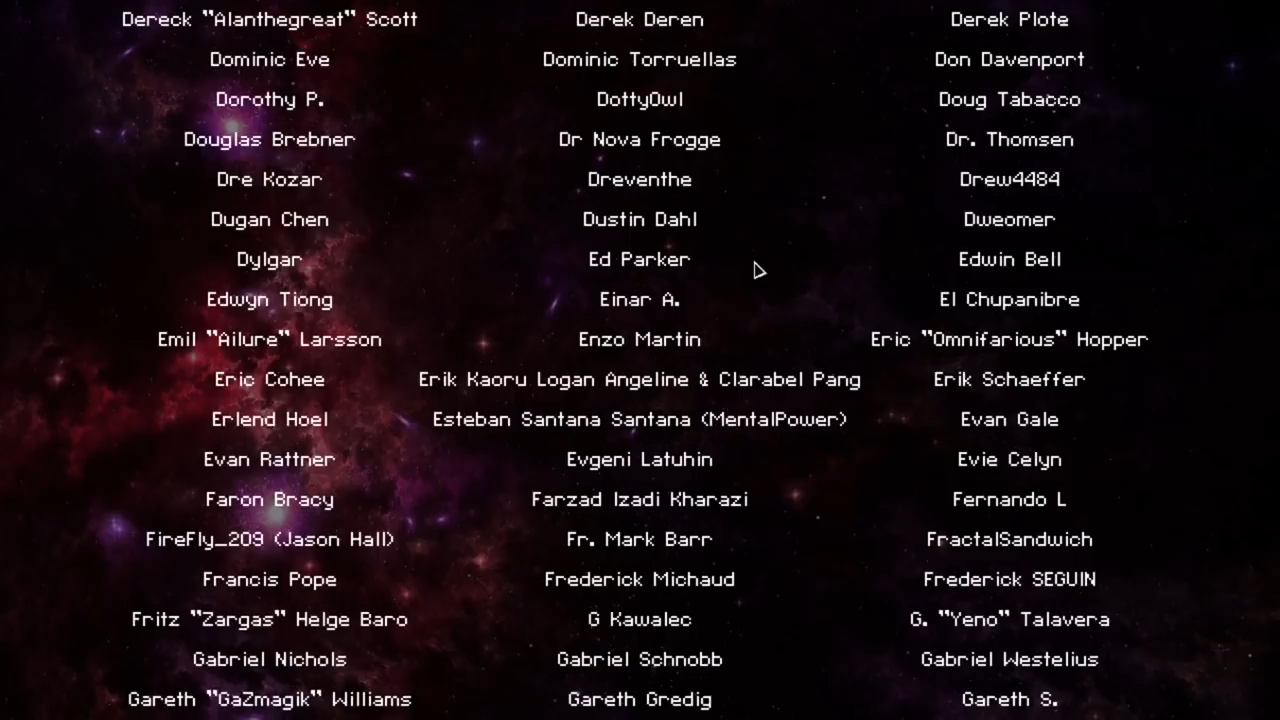 Dereck "Alanthegreat" Scott Derek Deren Derek Plote
Dominic Eve Dominic Torruellas Don Davenport
Dorothy P. DottyOwl Doug Tabacco
Douglas Brebner Dr Nova Frogge Dr. Thomsen
Dre Kozar Dreventhe Drew4484
Dugan Chen Dustin Dahl Dweomer
Dylgar Ed Parker Edwin Bell
Edwyn Tiong Einar A. El Chupanibre
Emil "Ailure" Larsson Enzo Martin Eric "Omnifarious" Hopper
Eric Cohee Erik Kaoru Logan Angeline & Clarabel Pang Erik Schaeffer
Erlend Hoel Esteban Santana Santana (MentalPower) Evan Gale
Evan Rattner Evgeni Latuhin Evie Celyn
Faron Bracy Farzad Izadi Kharazi Fernando L
FireFly_209 (Jason Hall) Fr. Mark Barr FractalSandwich
Francis Pope Frederick Michaud Frederick SEGUIN
Fritz "Zargas" Helge Baro G Kawalec G. "Yeno" Talavera
Gabriel Nichols Gabriel Schnobb Gabriel Westelius
Gareth "GaZmagik" Williams Gareth Gredig Gareth S.